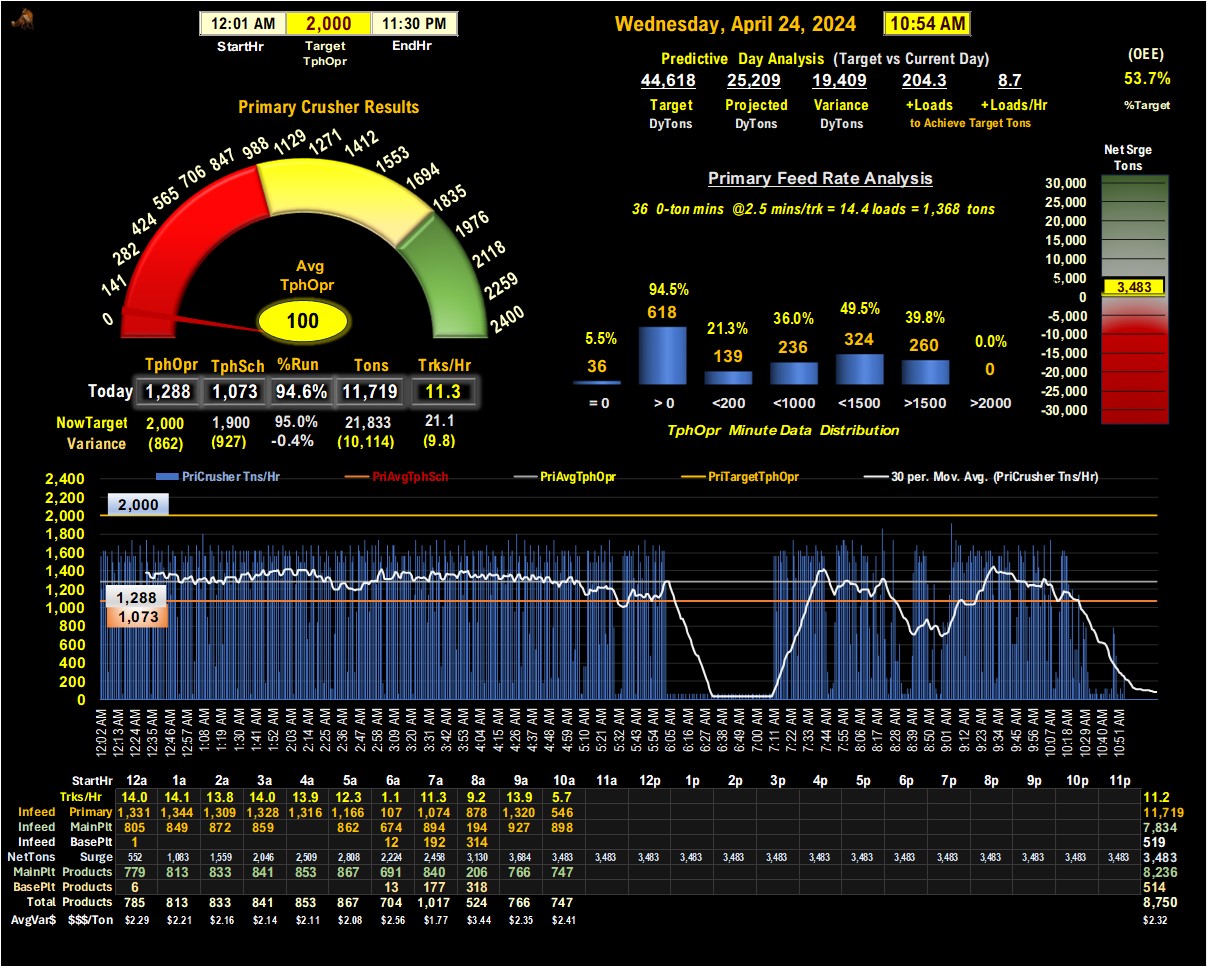 12:01 AM 2,000 11:30 PM
StartHr Target TphOpr EndHr
Wednesday, April 24, 2024 10:54 AM
Predictive Day Analysis (Target vs Current Day)
44,618 25,209 19,409 204.3 8.7
Target Projected Variance +Loads +Loads/Hr
DyTons DyTons DyTons to Achieve Target Tons
(OEE)
53.7%
%Target
Primary Crusher Results
0 141 282 424 565 706 847 988 1129 1271 1412 1553 1694 1835 1976 2118 2259 2400
Avg
TphOpr
100
TphOpr TphSch %Run Tons Trks/Hr
Today 1,288 1,073 94.6% 11,719 11.3
NowTarget 2,000 1,900 95.0% 21,833 21.1
Variance (862) (927) -0.4% (10,114) (9.8)
Primary Feed Rate Analysis
36 0-ton mins @2.5 mins/trk = 14.4 loads = 1,368 tons
5.5% 94.5% 21.3% 36.0% 49.5% 39.8% 0.0%
36 618 139 236 324 260 0
= 0 > 0 <200 <1000 <1500 >1500 >2000
TphOpr Minute Data Distribution
Net Srge
Tons
30,000
25,000
20,000
15,000
10,000
5,000
3,483
0
-5,000
-10,000
-15,000
-20,000
-25,000
-30,000
PriCrusher Tns/Hr PriAvgTphSch PriAvgTphOpr PriTargetTphOpr 30 per. Mov. Avg. (PriCrusher Tns/Hr)
2,400
2,200
2,000
1,800
1,600
1,400
1,200
1,000
800
600
400
200
0
2,000
1,288
1,073
12:02 AM 12:13 AM 12:24 AM 12:35 AM 12:46 AM 12:57 AM 1:08 AM 1:19 AM 1:30 AM 1:41 AM 1:52 AM 2:03 AM 2:14 AM 2:25 AM 2:36 AM 2:47 AM 2:58 AM 3:09 AM 3:20 AM 3:31 AM 3:42 AM 3:53 AM 4:04 AM 4:15 AM 4:26 AM 4:37 AM 4:48 AM 4:59 AM 5:10 AM 5:21 AM 5:32 AM 5:43 AM 5:54 AM 6:05 AM 6:16 AM 6:27 AM 6:38 AM 6:49 AM 7:00 AM 7:11 AM 7:22 AM 7:33 AM 7:44 AM 7:55 AM 8:06 AM 8:17 AM 8:28 AM 8:39 AM 8:50 AM 9:01 AM 9:12 AM 9:23 AM 9:34 AM 9:45 AM 9:56 AM 10:07 AM 10:18 AM 10:29 AM 10:40 AM 10:51 AM
StartHr 12a 1a 2a 3a 4a 5a 6a 7a 8a 9a 10a 11a 12p 1p 2p 3p 4p 5p 6p 7p 8p 9p 10p 11p
Trks/Hr 14.0 14.1 13.8 14.0 13.9 12.3 1.1 11.3 9.2 13.9 5.7 11.2
Infeed Primary 1,331 1,344 1,309 1,328 1,316 1,166 107 1,074 878 1,320 546 11,719
Infeed MainPlt 805 849 872 859 862 674 894 194 927 898 7,834
Infeed BasePlt 1 12 192 314 519
NetTons Surge 552 1,083 1,559 2,046 2,509 2,808 2,224 2,458 3,130 3,684 3,483 3,483 3,483 3,483 3,483 3,483 3,483 3,483 3,483 3,483 3,483 3,483 3,483 3,483 3,483
MainPlt Products 779 813 833 841 853 867 691 840 206 766 747 8,236
BasePlt Products 6 13 177 318 514
Total Products 785 813 833 841 853 867 704 1,017 524 766 747 8,750
AvgVar$ $$$/Ton $2.29 $2.21 $2.16 $2.14 $2.11 $2.08 $2.56 $1.77 $3.44 $2.35 $2.41 $2.32